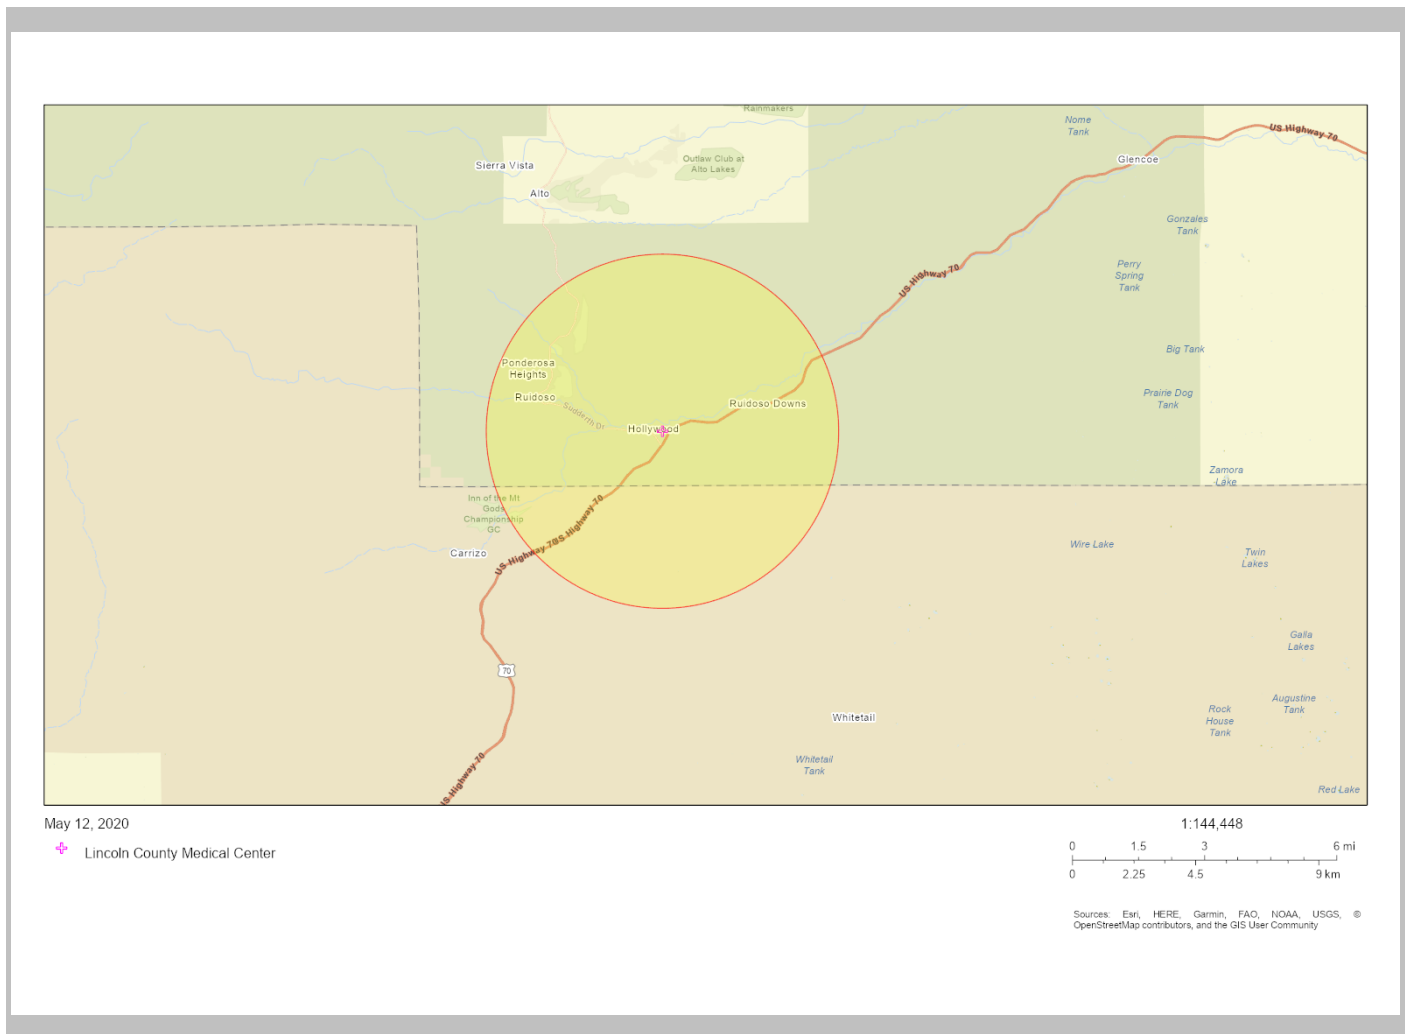 Rainmakers
Nome
Tank
US Highway 70
Sierra Vista
Outlaw Club at
Alto Lakes
Glencoe
Alto
Gonzales
Tank
Perry
Spring
Tank
US Highway 70
Big Tank
Ponderosa
Heights
Ruidoso
Prairie Dog
Tank
Sudderth Dr
Ruidoso Downs
Hollywood
Zamora
Lake
Inn of the Mt
Gods
Championship
GC
US Highway 70
US Highway 70
Carrizo
Wire Lake
Twin
Lakes
Galla
Lakes
70
Augustine
Tank
Rock
House
Tank
Whitetail
Whitetail
Tank
US Highway 70
Red Lake
May 12, 2020
Lincoln County Medical Center
1:144,448
0 1.5 3 6 mi
0 2.25 4.5 9 km
Sources: Esri, HERE, Garmin, FAO, NOAA, USGS, ©
OpenStreetMap contributors, and the GIS User Community